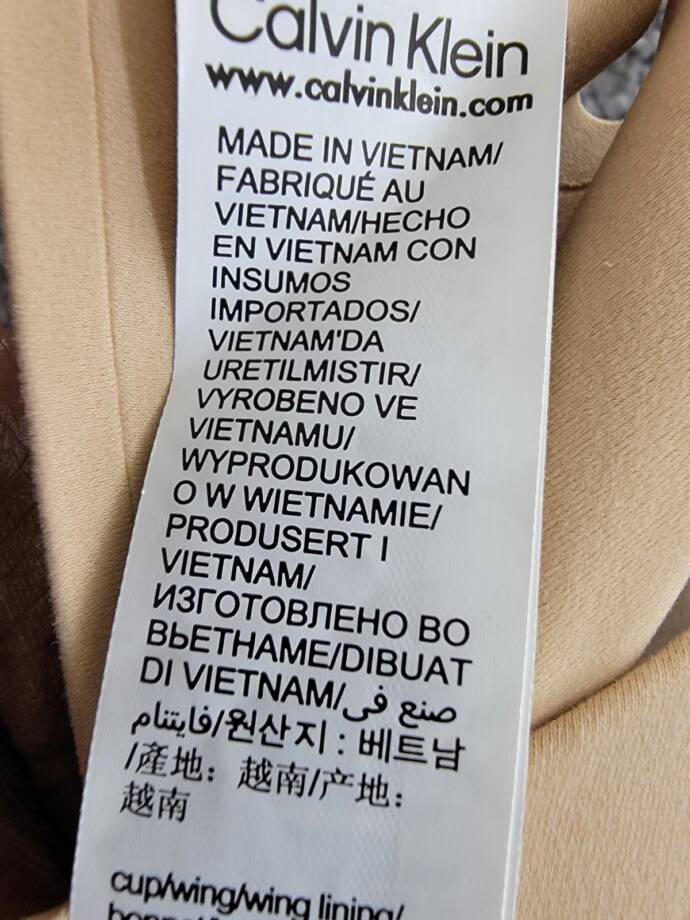 Calvin Klein
www.calvinklein.com
MADE IN VIETNAM/
FABRIQUÉ AU
VIETNAM/HECHO
EN VIETNAM CON
INSUMOS
IMPORTADOS/
VIETNAM'DA
URETILMISTIR/
VYROBENO VE
VIETNAMU/
WYPRODUKOWAN
O W WIETNAMIE/
PRODUSERT I
VIETNAM/
ИЗГОТОВЛЕНО ВО
ВЬЕТНАМЕ/DIBUAT
DI VIETNAM/صنع في
فايتنام/원산지 : 베트남
/產地：越南/产地：
越南
cup/wing/wing lining/